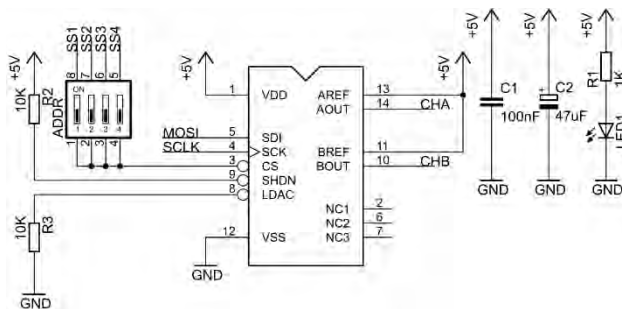 +5V
R2
10K
SS1
SS2
SS3
SS4
8
7
6
5
ON
ADDR
1
2
3
4
1
2
3
4
MOSI
SCLK
+5V
1
VDD
5
SDI
4
SCK
3
CS
9
SHDN
8
LDAC
12
VSS
GND
AREF
13
AOUT
14
CHA
BREF
11
BOUT
10
CHB
NC1
2
NC2
6
NC3
7
+5V
10K
R3
GND
+5V
C1
100nF
GND
+5V
+
C2
47uF
GND
+5V
R1
1K
LED1
GND